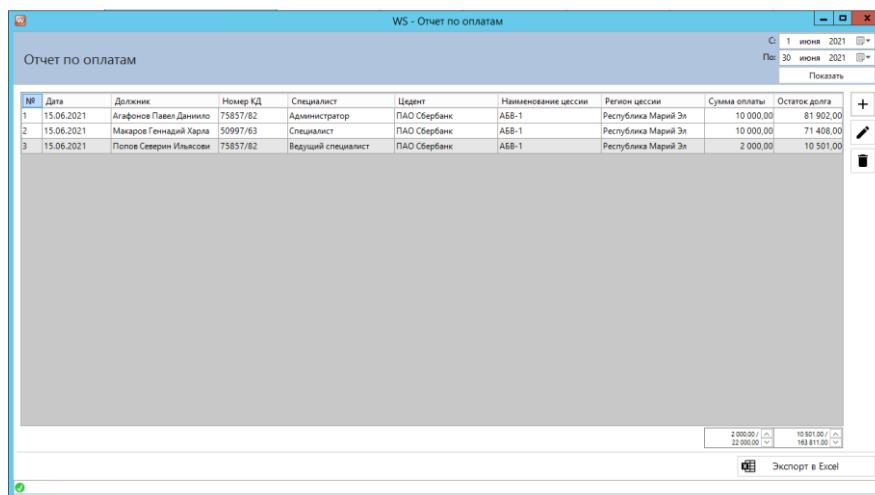 WS - Отчет по оплатам
С: 1 июня 2021
Отчет по оплатам
По: 30 июня 2021
Показать
№ Дата Должник Номер КД Специалист Цедент Наименование цессии Регион цессии Сумма оплаты Остаток долга
1 15.06.2021 Агафонов Павел Даниило 75857/82 Администратор ПАО Сбербанк АБВ-1 Республика Марий Эл 10 000,00 81 902,00
2 15.06.2021 Макаров Геннадий Харла 50997/63 Специалист ПАО Сбербанк АБВ-1 Республика Марий Эл 10 000,00 71 408,00
3 15.06.2021 Попов Северин Ильясови 75857/82 Ведущий специалист ПАО Сбербанк АБВ-1 Республика Марий Эл 2 000,00 10 501,00
2 000,00 / 10 501,00 /
22 000,00 163 811,00
Экспорт в Excel